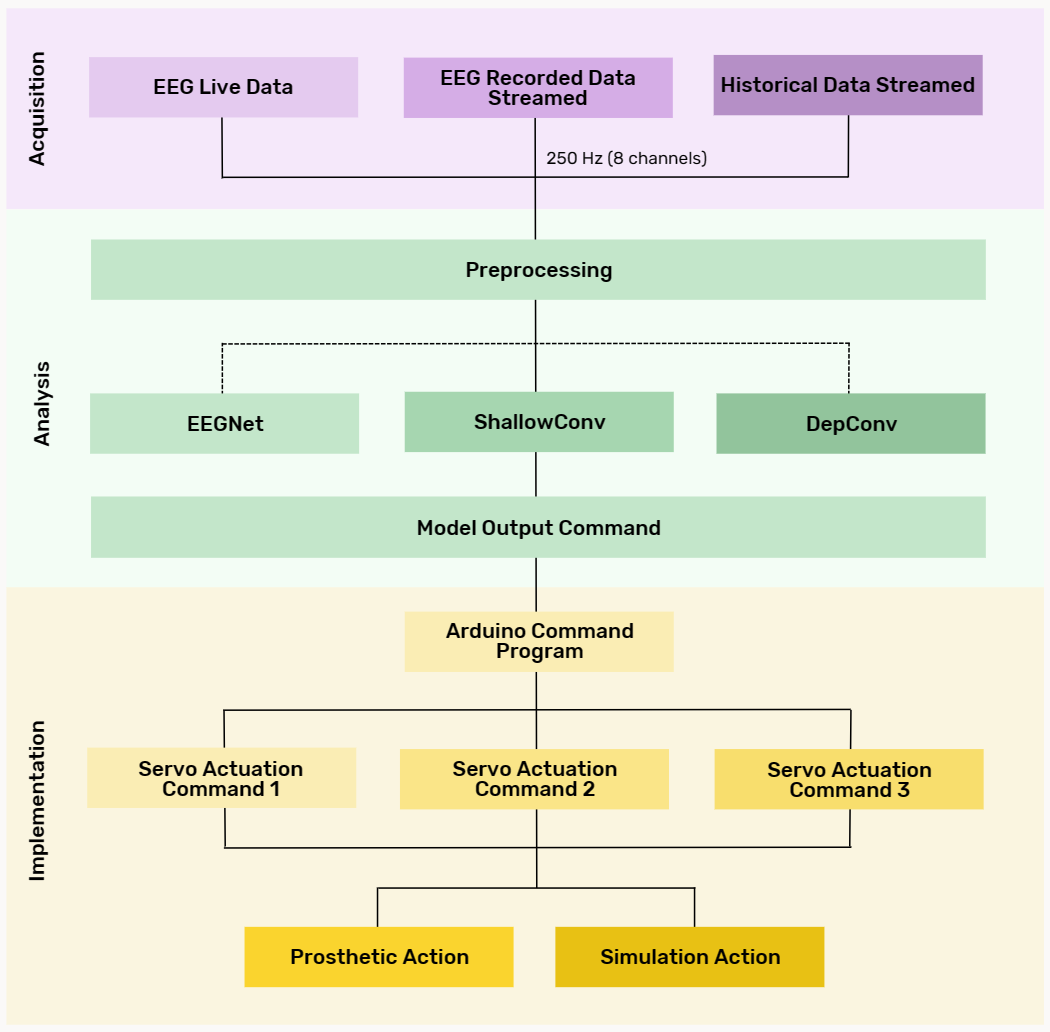 Acquisition
EEG Live Data
EEG Recorded Data
Streamed
Historical Data Streamed
250 Hz (8 channels)
Analysis
Preprocessing
EEGNet
ShallowConv
DepConv
Model Output Command
Implementation
Arduino Command
Program
Servo Actuation
Command 1
Servo Actuation
Command 2
Servo Actuation
Command 3
Prosthetic Action
Simulation Action